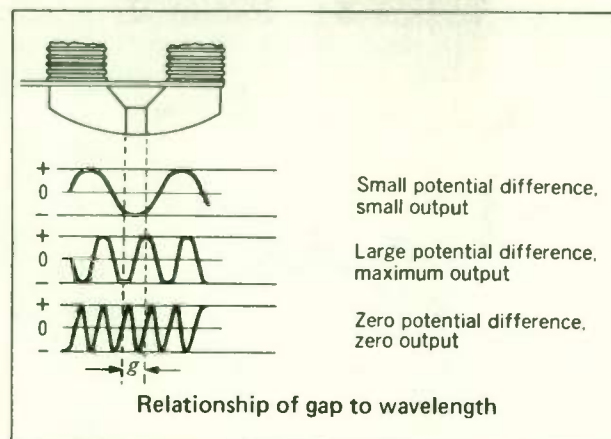 +
0
−
Small potential difference,
small output
+
0
−
Large potential difference,
maximum output
+
0
−
Zero potential difference,
zero output
g
Relationship of gap to wavelength